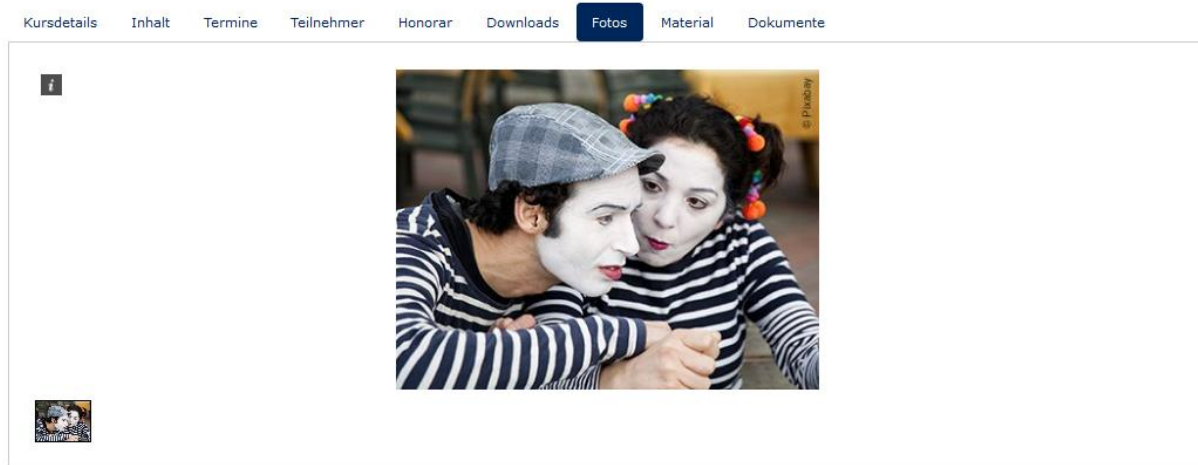 Kursdetails Inhalt Termine Teilnehmer Honorar Downloads Fotos Material Dokumente
i
© Pixabay